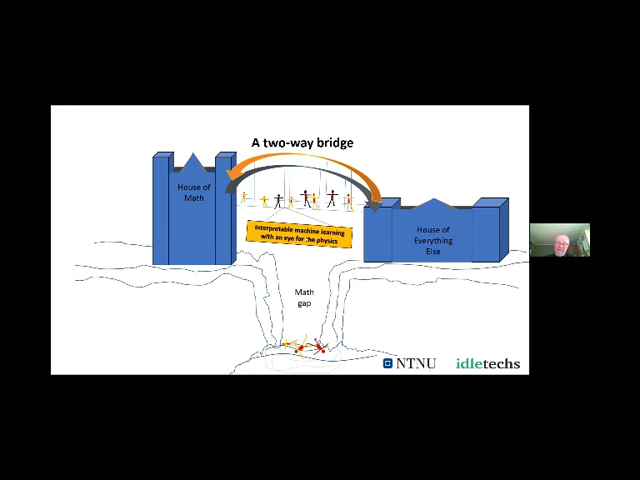 A two-way bridge
House of
Math
Interpretable machine learning
with an eye for the physics
House of
Everything
Else
Math
gap
NTNU
idletechs